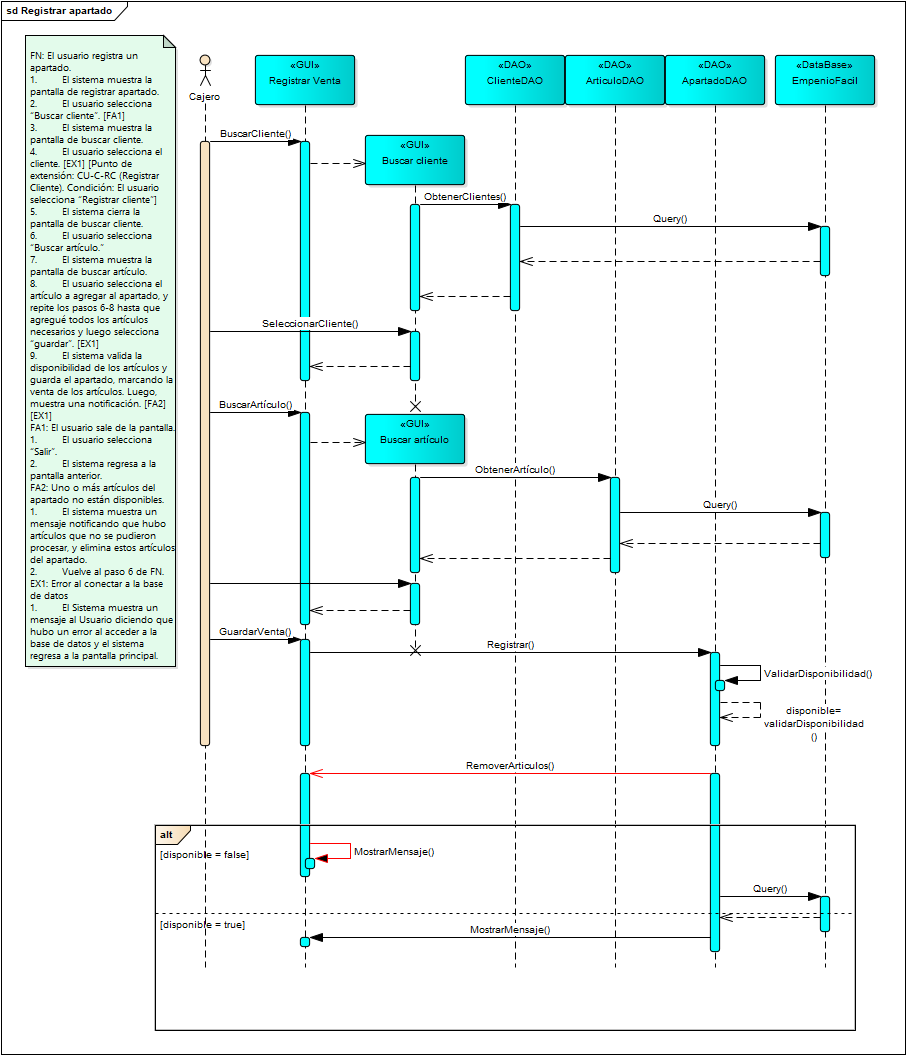 sd Registrar apartado
FN: El usuario registra un
apartado.
1. El sistema muestra la
pantalla de registrar apartado.
2. El usuario selecciona
“Buscar cliente”. [FA1]
3. El sistema muestra la
pantalla de buscar cliente.
4. El usuario selecciona el
cliente. [EX1] [Punto de
extensión: CU-C-RC (Registrar
Cliente). Condición: El usuario
selecciona “Registrar cliente”]
5. El sistema cierra la
pantalla de buscar cliente.
6. El usuario selecciona
“Buscar artículo.”
7. El sistema muestra la
pantalla de buscar artículo.
8. El usuario selecciona el
artículo a agregar al apartado, y
repite los pasos 6-8 hasta que
agregué todos los artículos
necesarios y luego selecciona
“guardar”. [EX1]
9. El sistema valida la
disponibilidad de los artículos y
guarda el apartado, marcando la
venta de los artículos. Luego,
muestra una notificación. [FA2]
[EX1]
FA1: El usuario sale de la pantalla.
1. El usuario selecciona
“Salir”.
2. El sistema regresa a la
pantalla anterior.
FA2: Uno o más artículos del
apartado no están disponibles.
1. El sistema muestra un
mensaje notificando que hubo
artículos que no se pudieron
procesar, y elimina estos artículos
del apartado.
2. Vuelve al paso 6 de FN.
EX1: Error al conectar a la base
de datos
1. El Sistema muestra un
mensaje al Usuario diciendo que
hubo un error al acceder a la
base de datos y el sistema
regresa a la pantalla principal.
Cajero
«GUI»
Registrar Venta
«DAO»
ClienteDAO
«DAO»
ArticuloDAO
«DAO»
ApartadoDAO
«DataBase»
EmpenioFacil
BuscarCliente()
«GUI»
Buscar cliente
ObtenerClientes()
Query()
SeleccionarCliente()
BuscarArtículo()
«GUI»
Buscar artículo
ObtenerArtículo()
Query()
GuardarVenta()
Registrar()
ValidarDisponibilidad()
disponible=
validarDisponibilidad
()
RemoverArticulos()
alt
[disponible = false]
MostrarMensaje()
Query()
[disponible = true]
MostrarMensaje()